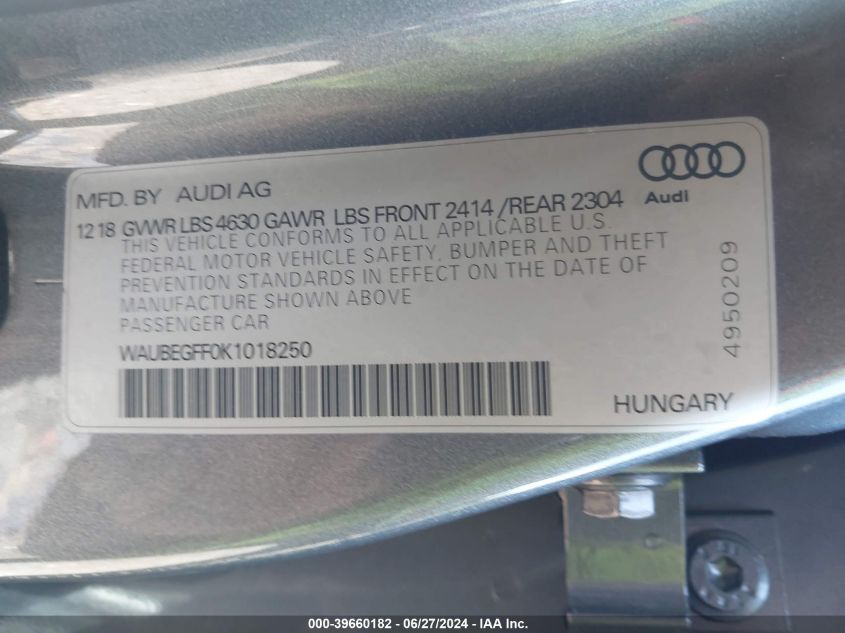 MFD. BY AUDI AG
Audi
12 18 GVWR LBS 4630 GAWR LBS FRONT 2414 /REAR 2304
THIS VEHICLE CONFORMS TO ALL APPLICABLE U.S.
FEDERAL MOTOR VEHICLE SAFETY, BUMPER AND THEFT
PREVENTION STANDARDS IN EFFECT ON THE DATE OF
MANUFACTURE SHOWN ABOVE
PASSENGER CAR
WAUBEGFF0K1018250
4950209
HUNGARY
000-39660182 - 06/27/2024 - IAA Inc.